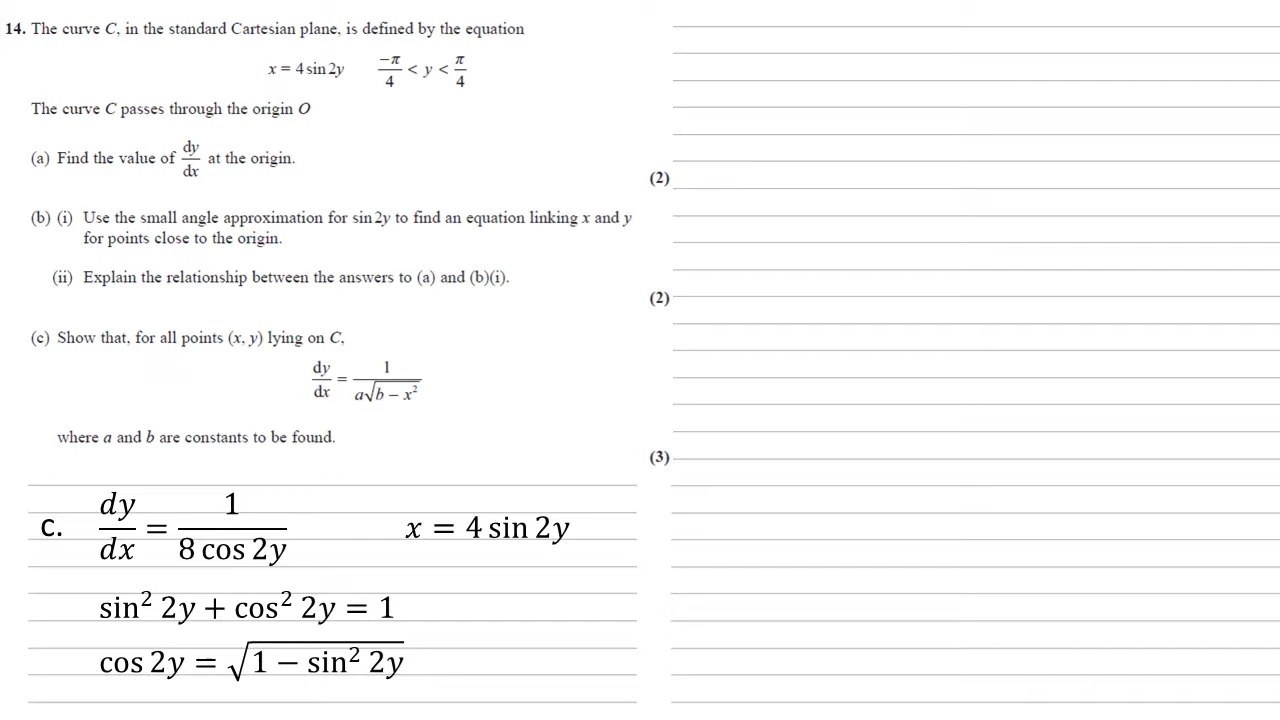 14. The curve C, in the standard Cartesian plane, is defined by the equation
x = 4 sin 2y    −π/4 < y < π/4
The curve C passes through the origin O
(a) Find the value of dy/dx at the origin.
(2)
(b) (i) Use the small angle approximation for sin 2y to find an equation linking x and y
for points close to the origin.
(ii) Explain the relationship between the answers to (a) and (b)(i).
(2)
(c) Show that, for all points (x, y) lying on C,
dy/dx = 1/(a√(b − x²))
where a and b are constants to be found.
(3)
c. dy/dx = 1/(8 cos 2y)    x = 4 sin 2y
sin² 2y + cos² 2y = 1
cos 2y = √(1 − sin² 2y)